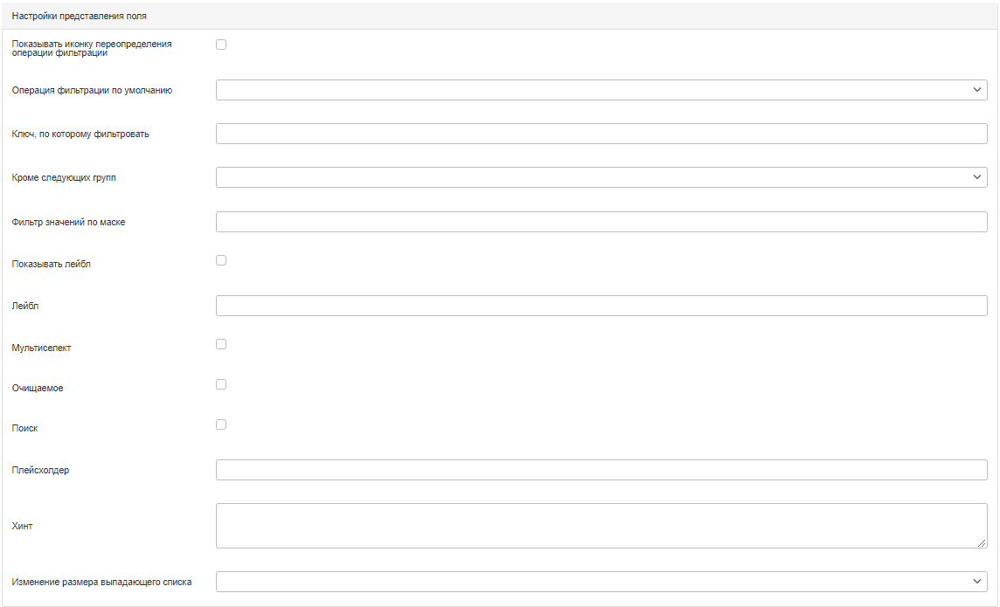 Настройки представления поля
Показывать иконку переопределения
операции фильтрации
Операция фильтрации по умолчанию
Ключ, по которому фильтровать
Кроме следующих групп
Фильтр значений по маске
Показывать лейбл
Лейбл
Мультиселект
Очищаемое
Поиск
Плейсхолдер
Хинт
Изменение размера выпадающего списка